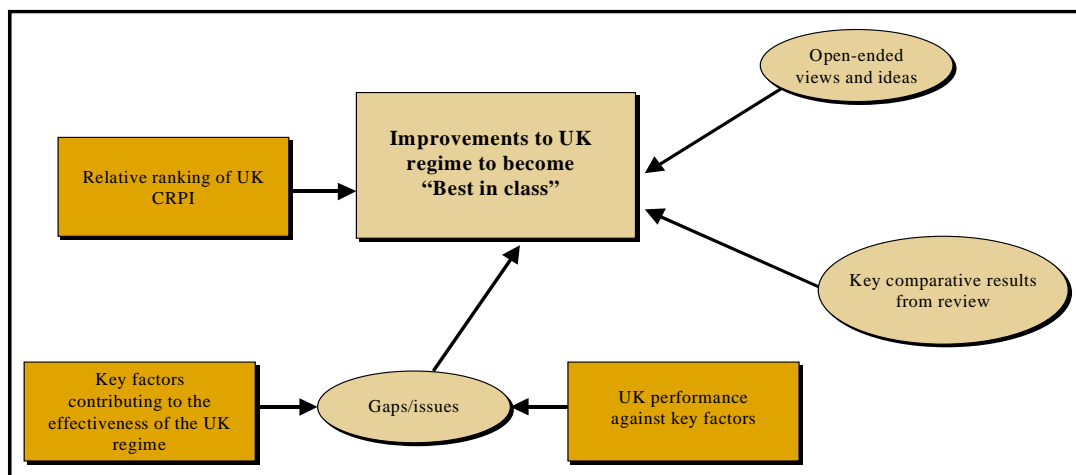 Open-ended
views and ideas
Improvements to UK
regime to become
“Best in class”
Relative ranking of UK
CRPI
Key comparative results
from review
Key factors
contributing to the
effectiveness of the UK
regime
Gaps/issues
UK performance
against key factors